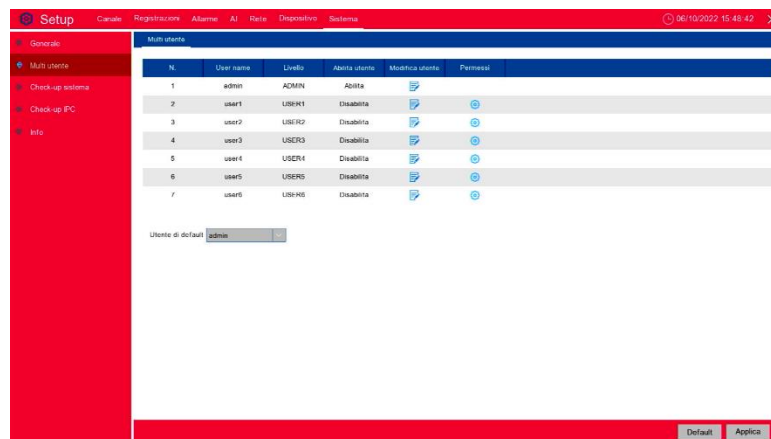 Setup Canale Registrazioni Allarme AI Rete Dispositivo Sistema 06/10/2022 15:48:42
Generale
Multi utente
Check-up sistema
Check-up IPC
Info
Multi utente
N. User name Livello Abilita utente Modifica utente Permessi
1 admin ADMIN Abilita
2 user1 USER1 Disabilita
3 user2 USER2 Disabilita
4 user3 USER3 Disabilita
5 user4 USER4 Disabilita
6 user5 USER5 Disabilita
7 user6 USER6 Disabilita
Utente di default admin
Default Applica